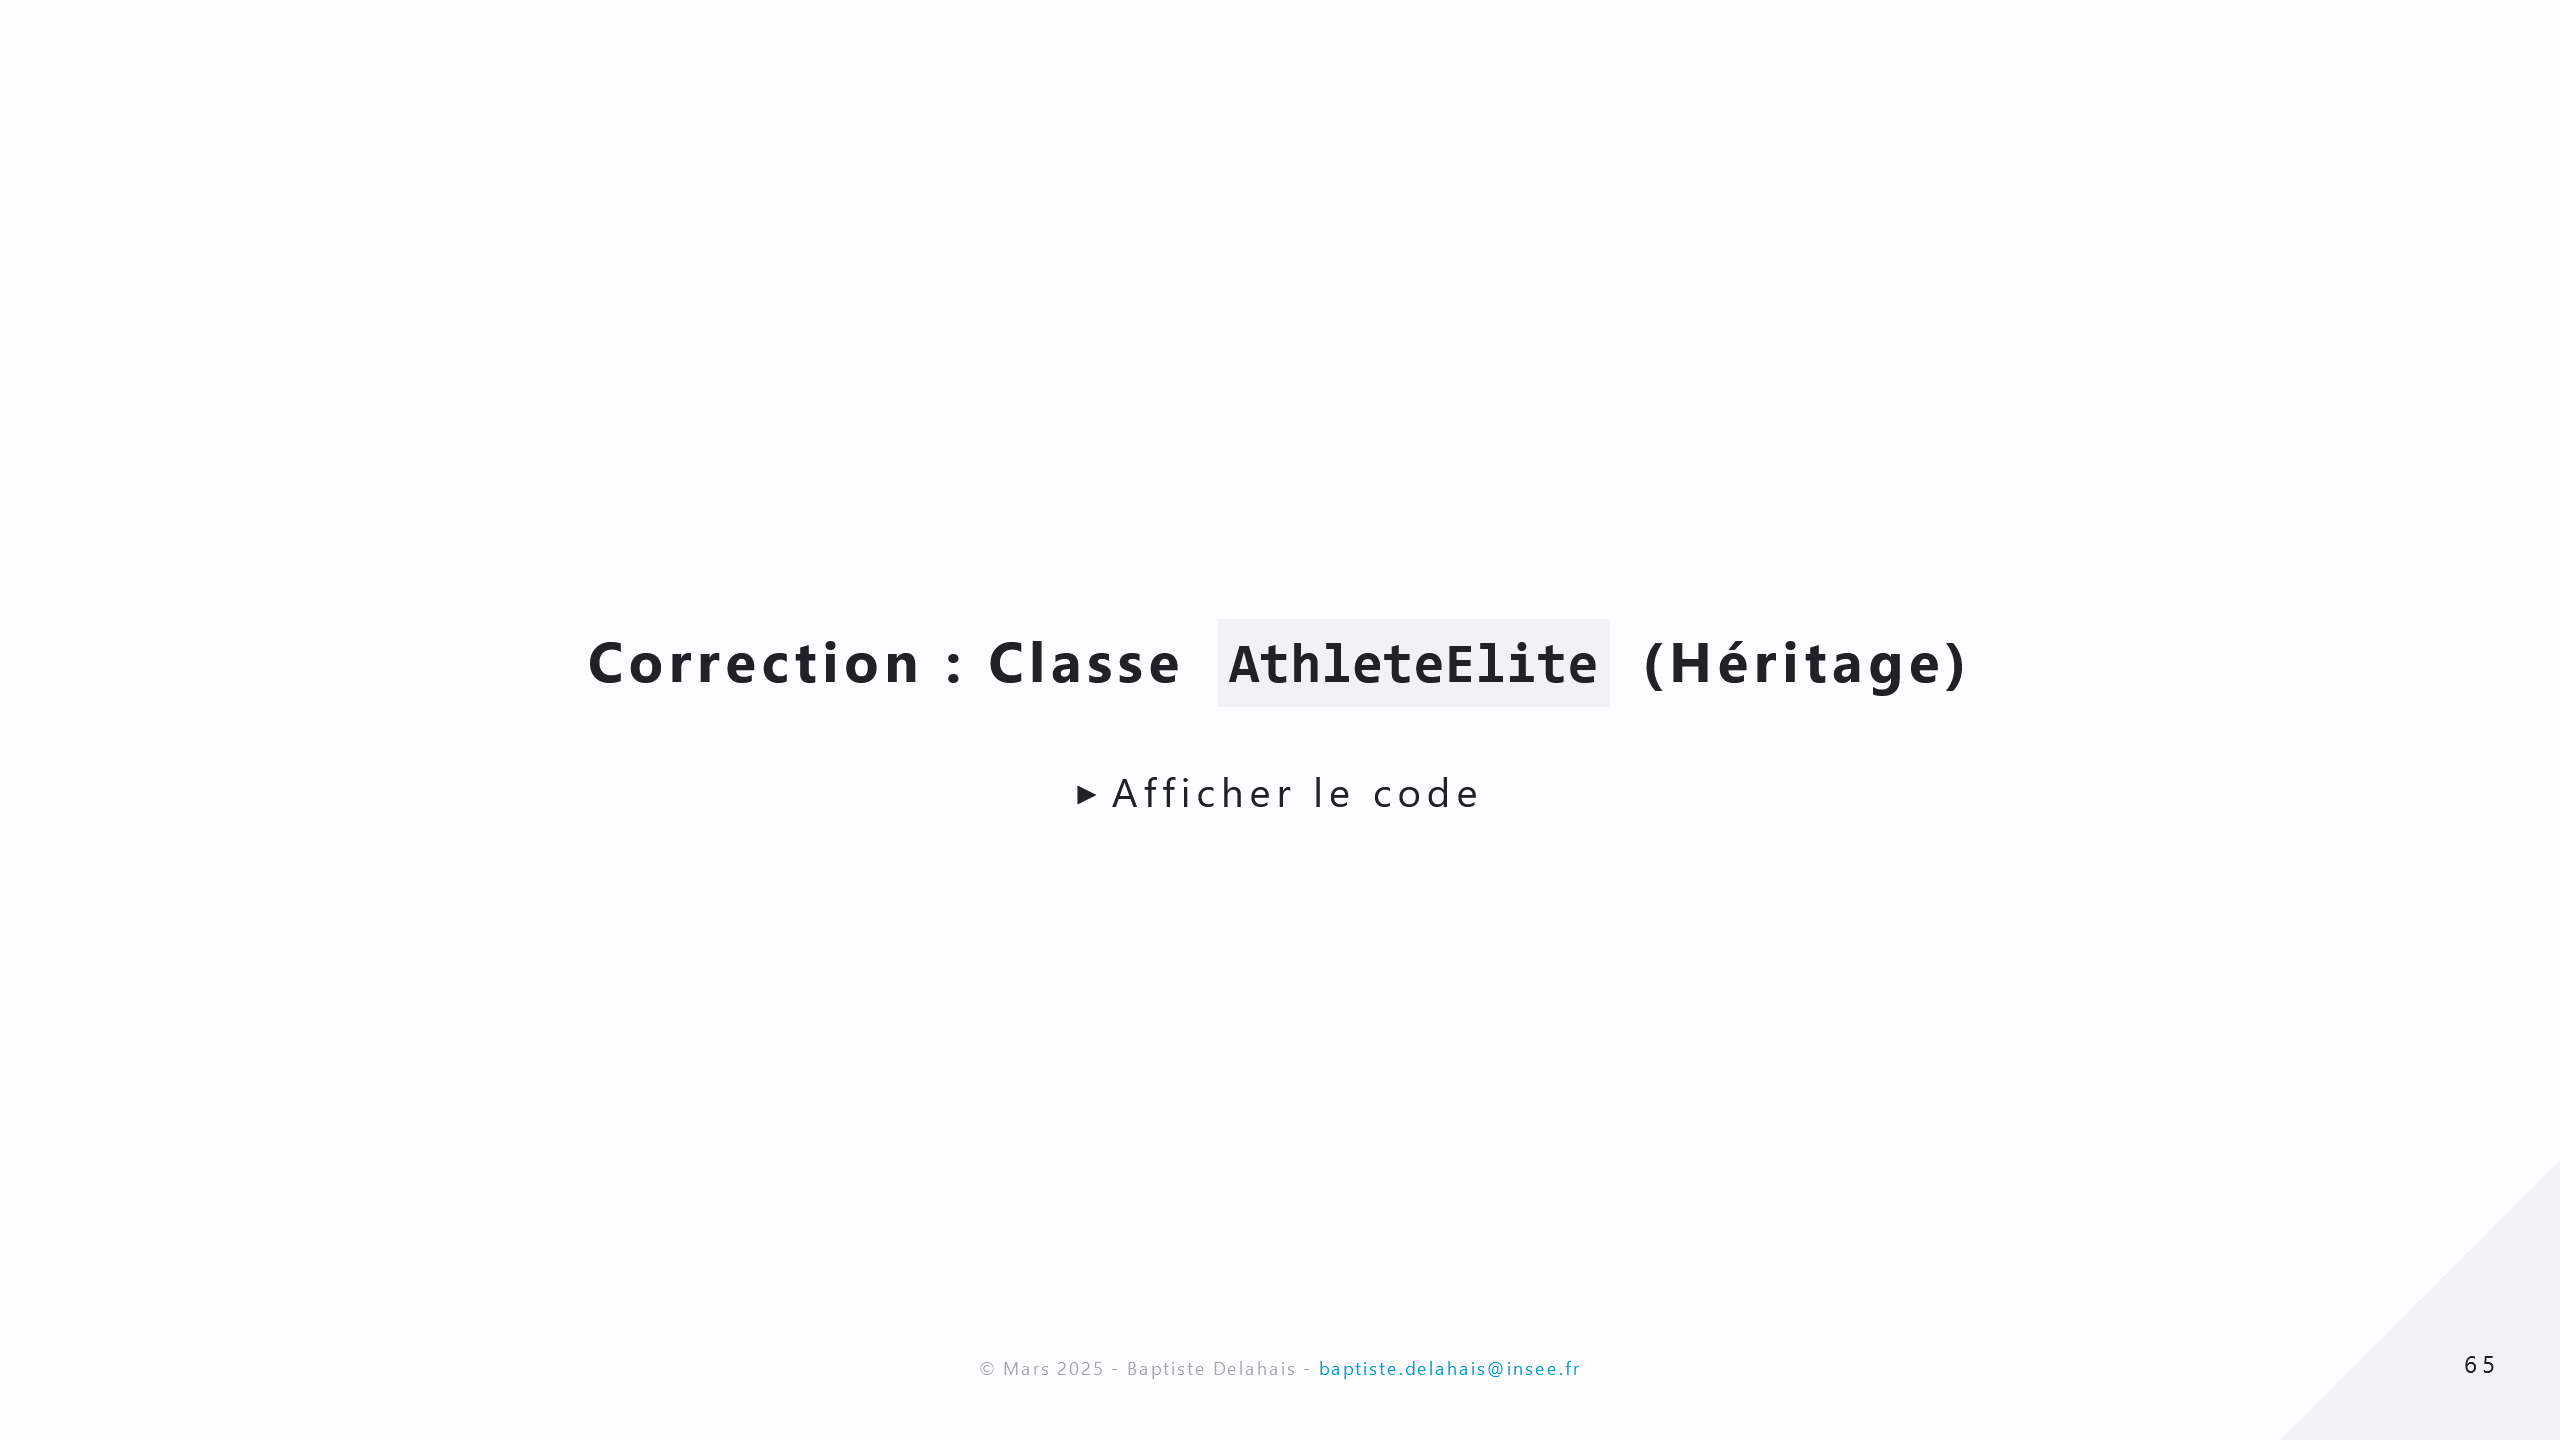 Correction : Classe AthleteElite (Héritage)
▶ Afficher le code
© Mars 2025 - Baptiste Delahais - baptiste.delahais@insee.fr
65